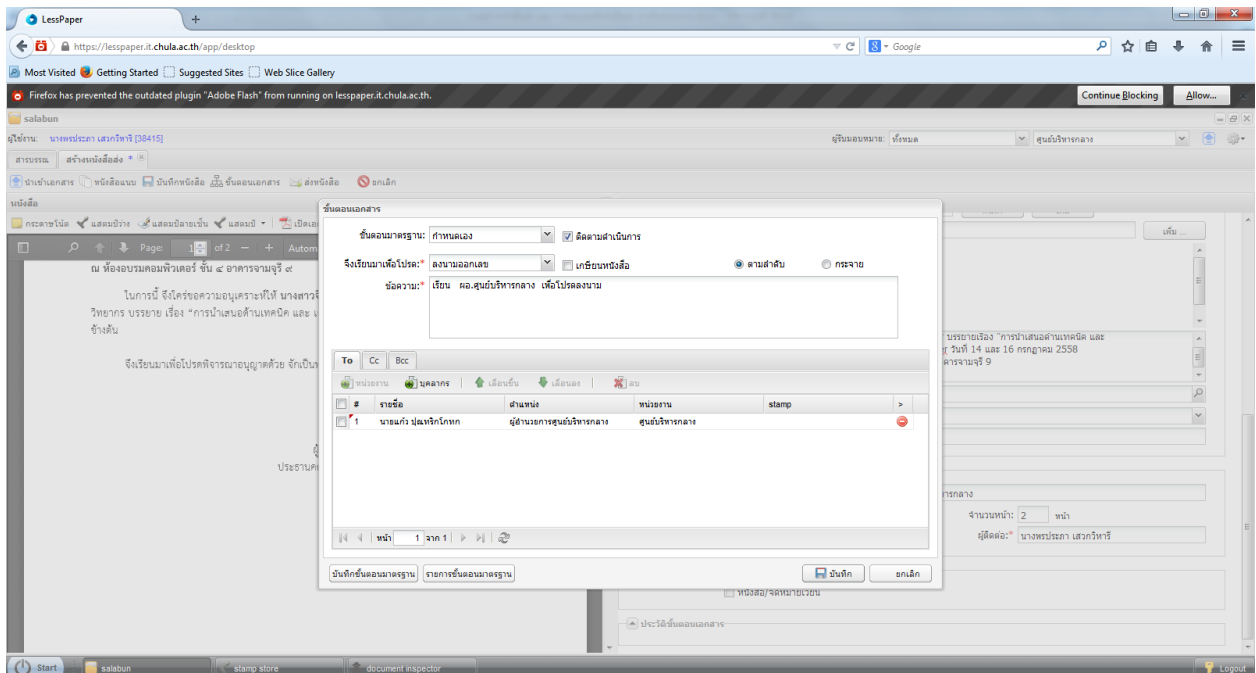 LessPaper
https://lesspaper.it.chula.ac.th/app/desktop
Google
Most Visited Getting Started Suggested Sites Web Slice Gallery
Firefox has prevented the outdated plugin "Adobe Flash" from running on lesspaper.it.chula.ac.th. Continue Blocking Allow...
salabun
ผู้ใช้งาน: นางพรประภา เสวกวิหารี [38415] ผู้รับมอบหมาย: ทั้งหมด ศูนย์บริหารกลาง
สารบรรณ สร้างหนังสือส่ง *
นำเข้าเอกสาร หนังสือแนบ บันทึกหนังสือ ขั้นตอนเอกสาร ส่งหนังสือ ยกเลิก
หนังสือ
กระดาษโน้ต แสตมป์ว่าง แสตมป์ลายเซ็น แสตมป์
Page: 1 of 2 Autom
ณ ห้องอบรมคอมพิวเตอร์ ชั้น ๔ อาคารจามจุรี ๙
ในการนี้ จึงใคร่ขอความอนุเคราะห์ให้
วิทยากร บรรยาย เรื่อง "การนำเสนอด้านเทคนิค และ
ข้างต้น
จึงเรียนมาเพื่อโปรดพิจารณาอนุญาตด้วย
ขั้นตอนเอกสาร
ขั้นตอนมาตรฐาน: กำหนดเอง ติดตามดำเนินการ
จึงเรียนมาเพื่อโปรด:* ลงนามออกเลข เกษียนหนังสือ ตามลำดับ กระจาย
ข้อความ:* เรียน ผอ.ศูนย์บริหารกลาง เพื่อโปรดลงนาม
To Cc Bcc
หน่วยงาน บุคลากร เลื่อนขึ้น เลื่อนลง ลบ
# รายชื่อ ตำแหน่ง หน่วยงาน stamp >
1 นายแก้ว ปุณฑริกโกทก ผู้อำนวยการศูนย์บริหารกลาง ศูนย์บริหารกลาง
หน้า 1 จาก 1
บันทึกขั้นตอนมาตรฐาน รายการขั้นตอนมาตรฐาน บันทึก ยกเลิก
เพิ่ม ...
บรรยายเรื่อง "การนำเสนอด้านเทคนิค และ
วันที่ 14 และ 16 กรกฎาคม 2558
จามจุรี 9
จำนวนหน้า: 2 หน้า
ผู้ติดต่อ:* นางพรประภา เสวกวิหารี
หนังสือ/จดหมายเวียน
ประวัติขั้นตอนเอกสาร
Start salabun stamp store document inspector Logout